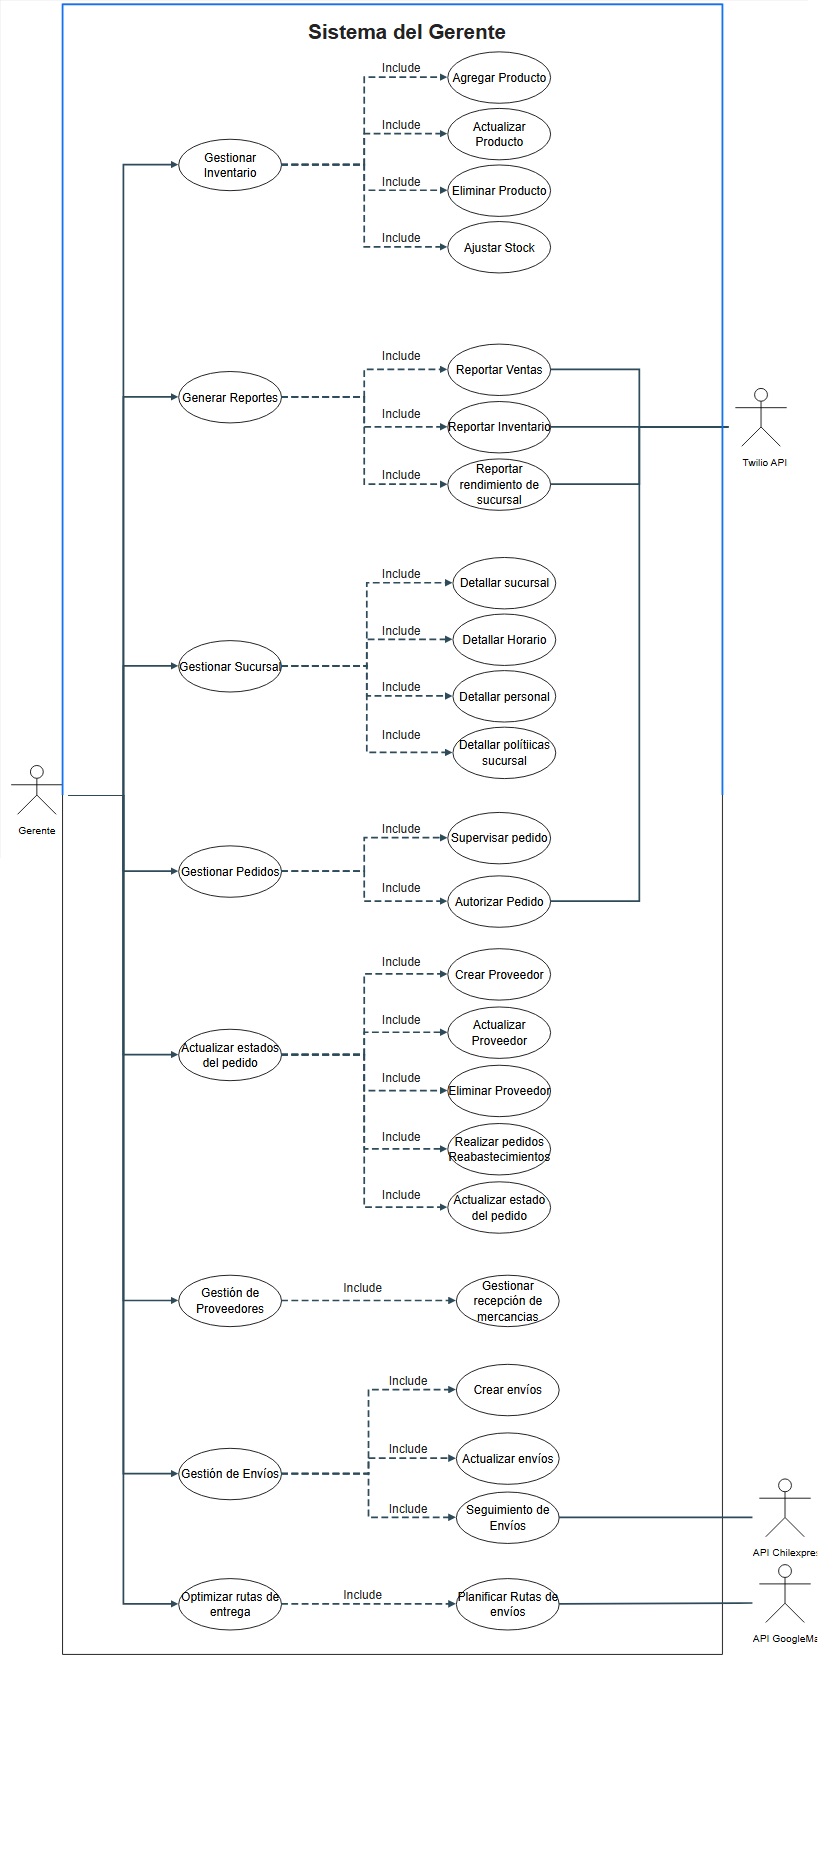 Sistema del Gerente
Include
Agregar Producto
Include
Actualizar
Producto
Gestionar
Inventario
Include
Eliminar Producto
Include
Ajustar Stock
Include
Reportar Ventas
Generar Reportes
Include
Reportar Inventario
Twilio API
Include
Reportar
rendimiento de
sucursal
Include
Detallar sucursal
Include
Detallar Horario
Gestionar Sucursal
Include
Detallar personal
Include
Detallar polítiicas
sucursal
Gerente
Include
Supervisar pedido
Gestionar Pedidos
Include
Autorizar Pedido
Include
Crear Proveedor
Include
Actualizar
Proveedor
Actualizar estados
del pedido
Include
Eliminar Proveedor
Include
Realizar pedidos
Reabastecimientos
Include
Actualizar estado
del pedido
Gestión de
Proveedores
Include
Gestionar
recepción de
mercancias
Include
Crear envíos
Include
Actualizar envíos
Gestión de Envíos
Include
Seguimiento de
Envíos
API Chilexpre
Optimizar rutas de
entrega
Include
Planificar Rutas de
envíos
API GoogleMa